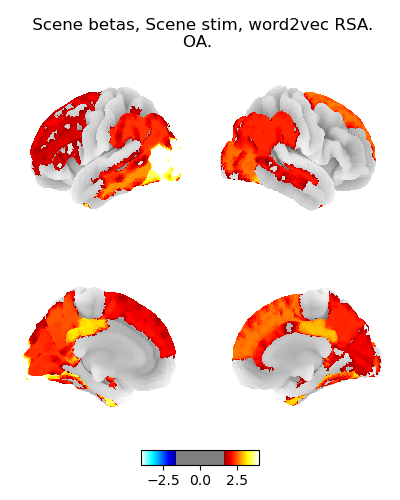 Scene betas, Scene stim, word2vec RSA.
OA.
−2.5 0.0 2.5